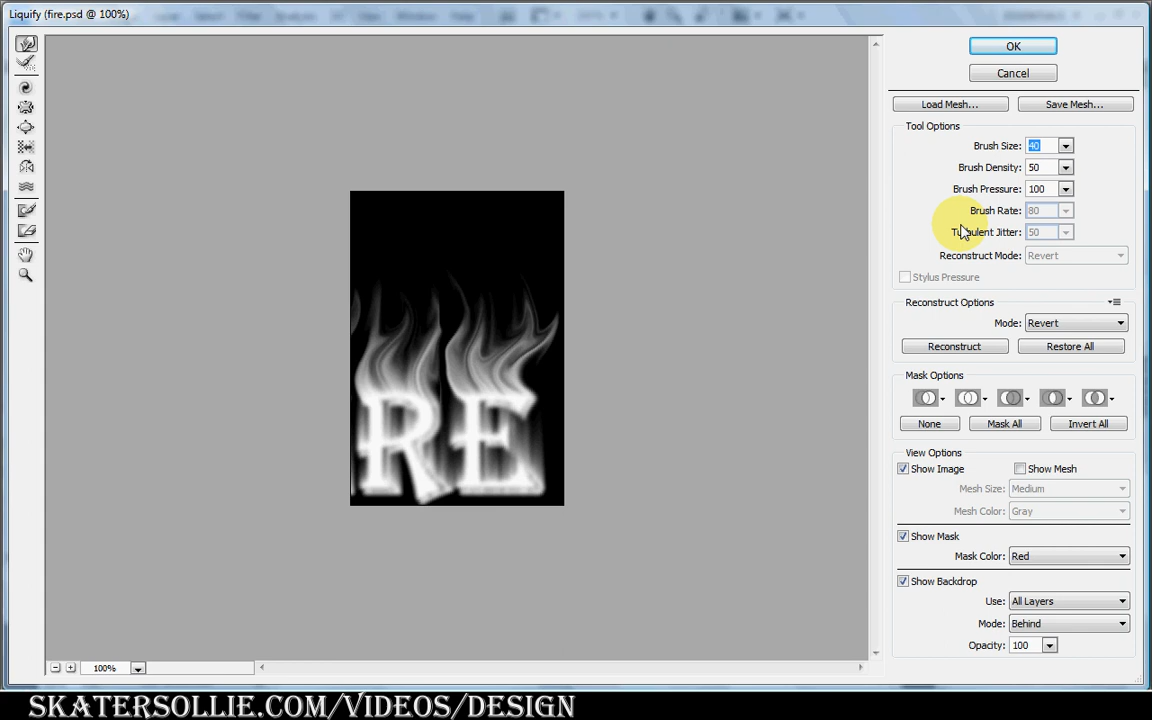 Liquify (fire.psd @ 100%)
OK
Cancel
Load Mesh...
Save Mesh...
Tool Options
Brush Size: 40
Brush Density: 50
Brush Pressure: 100
Brush Rate: 80
Turbulent Jitter: 50
Reconstruct Mode: Revert
Stylus Pressure
Reconstruct Options
Mode: Revert
Reconstruct
Restore All
Mask Options
None
Mask All
Invert All
View Options
Show Image
Show Mesh
Mesh Size: Medium
Mesh Color: Gray
Show Mask
Mask Color: Red
Show Backdrop
Use: All Layers
Mode: Behind
Opacity: 100
RE
100%
SKATERSOLLIE.COM/VIDEOS/DESIGN